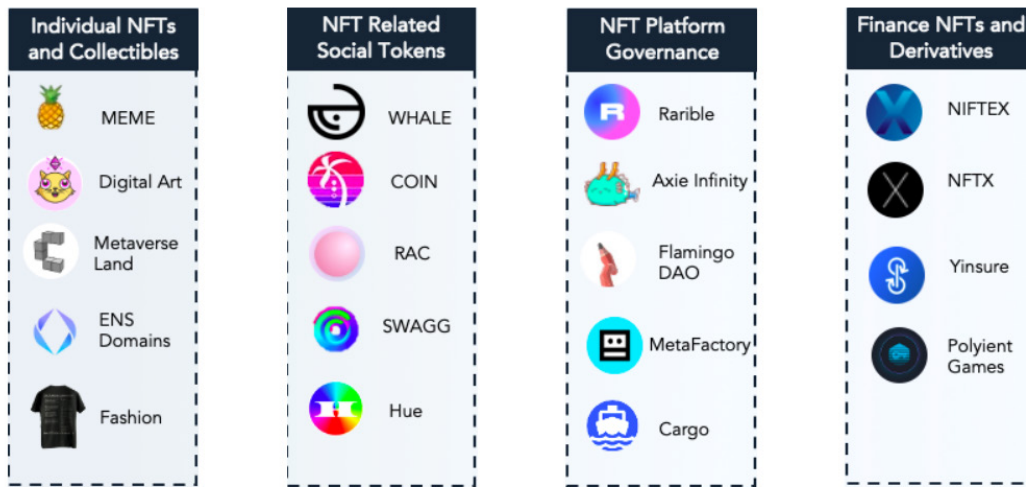 Individual NFTs
and Collectibles
MEME
Digital Art
Metaverse
Land
ENS
Domains
Fashion
NFT Related
Social Tokens
WHALE
COIN
RAC
SWAGG
Hue
NFT Platform
Governance
R
Rarible
Axie Infinity
Flamingo
DAO
MetaFactory
Cargo
Finance NFTs and
Derivatives
NIFTEX
NFTX
Yinsure
Polyient
Games